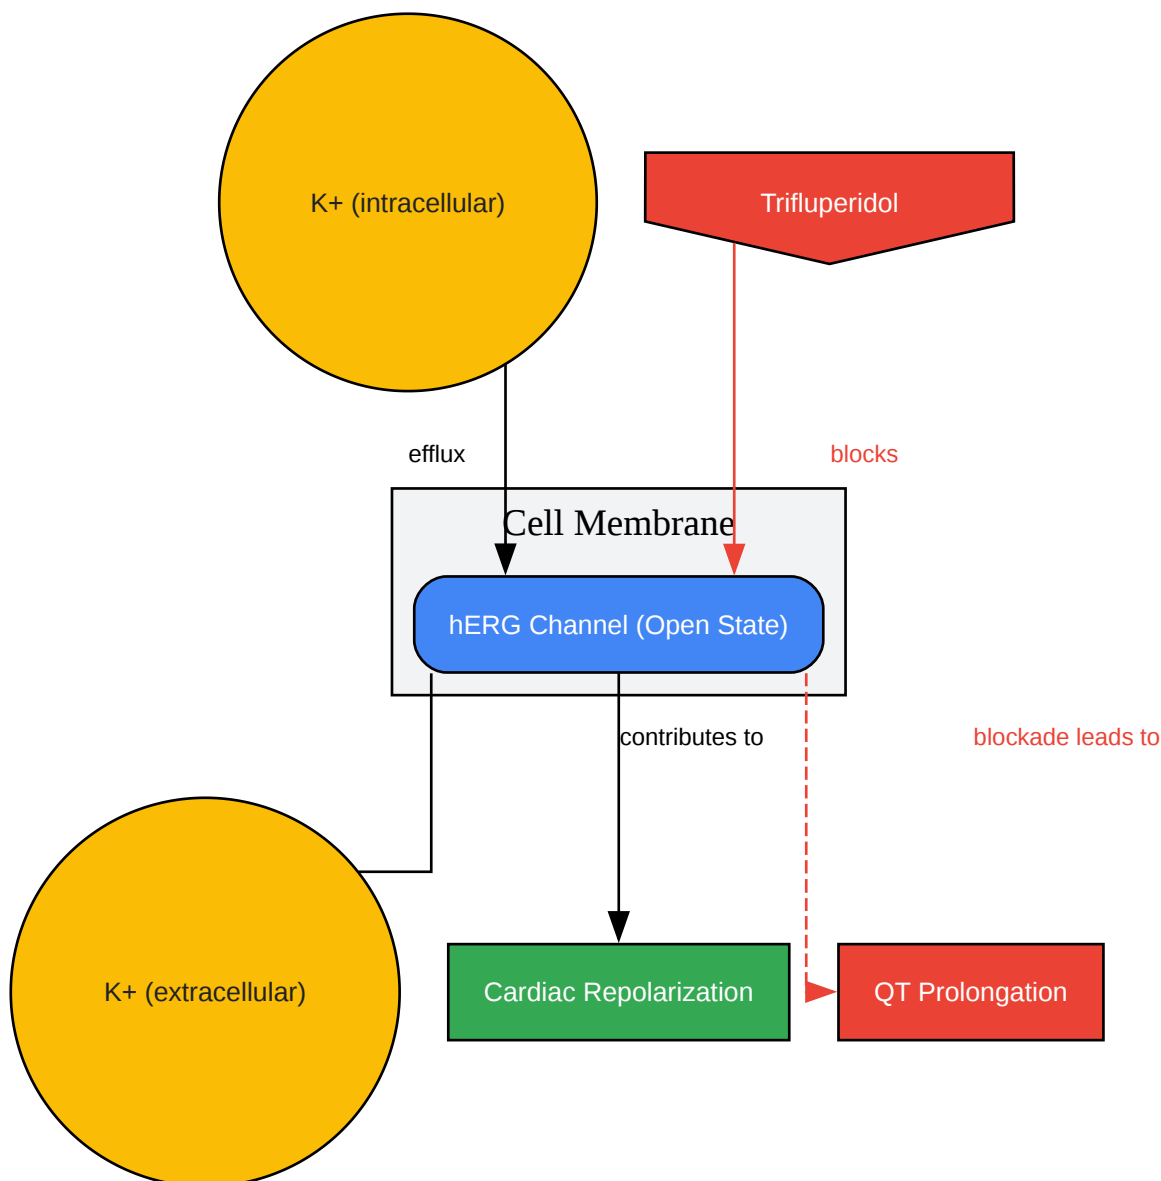 K+ (intracellular)
Trifluperidol
efflux
blocks
Cell Membrane
hERG Channel (Open State)
contributes to
blockade leads to
K+ (extracellular)
Cardiac Repolarization
QT Prolongation